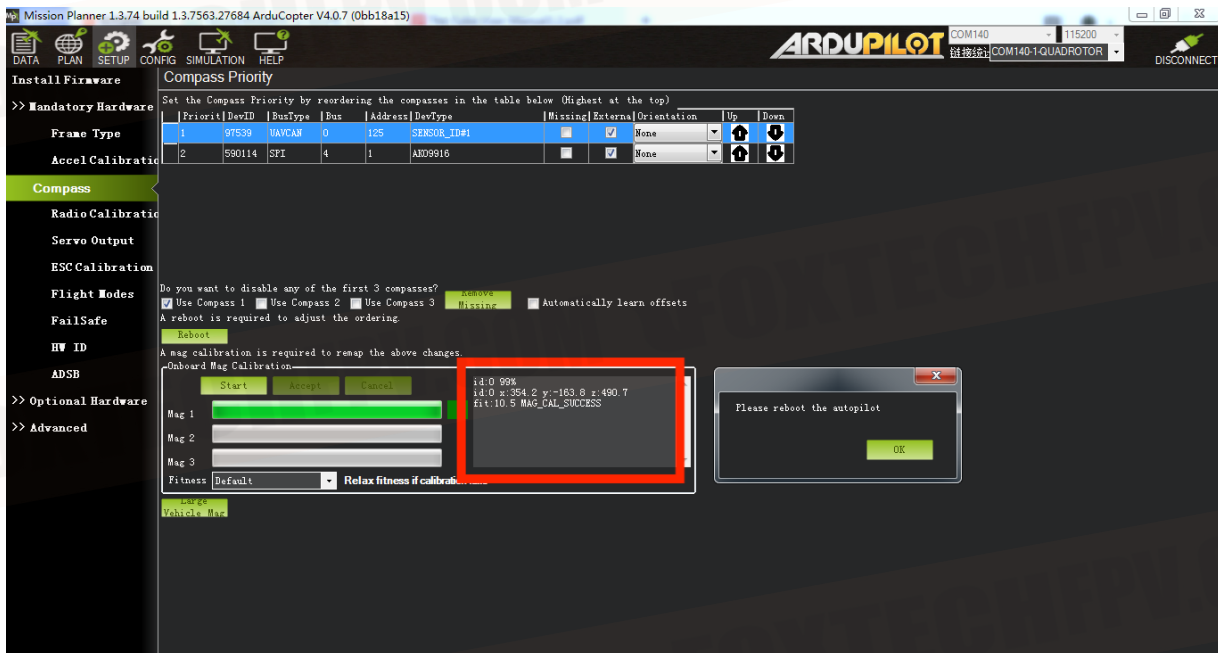 Mission Planner 1.3.74 build 1.3.7563.27684 ArduCopter V4.0.7 (0bb18a15)
DATA PLAN SETUP CONFIG SIMULATION HELP
ARDUPILOT
COM140 115200
链接统计 COM140-1-QUADROTOR
DISCONNECT
Install Firmware
>> Mandatory Hardware
Frame Type
Accel Calibratio
Compass
Radio Calibratio
Servo Output
ESC Calibration
Flight Modes
FailSafe
HW ID
ADSB
>> Optional Hardware
>> Advanced
Compass Priority
Set the Compass Priority by reordering the compasses in the table below (Highest at the top)
Priorit DevID BusType Bus Address DevType Missing Externa Orientation Up Down
1 97539 UAVCAN 0 125 SENSOR_ID#1 None
2 590114 SPI 4 1 AK09916 None
Do you want to disable any of the first 3 compasses?
Use Compass 1 Use Compass 2 Use Compass 3 Remove Missing Automatically learn offsets
A reboot is required to adjust the ordering.
Reboot
A mag calibration is required to remap the above changes.
Onboard Mag Calibration
Start Accept Cancel
Mag 1
Mag 2
Mag 3
Fitness Default Relax fitness if calibration
id:0 99%
id:0 x:354.2 y:-163.8 z:490.7
fit:10.5 MAG_CAL_SUCCESS
Large
Vehicle Mag
Please reboot the autopilot
OK